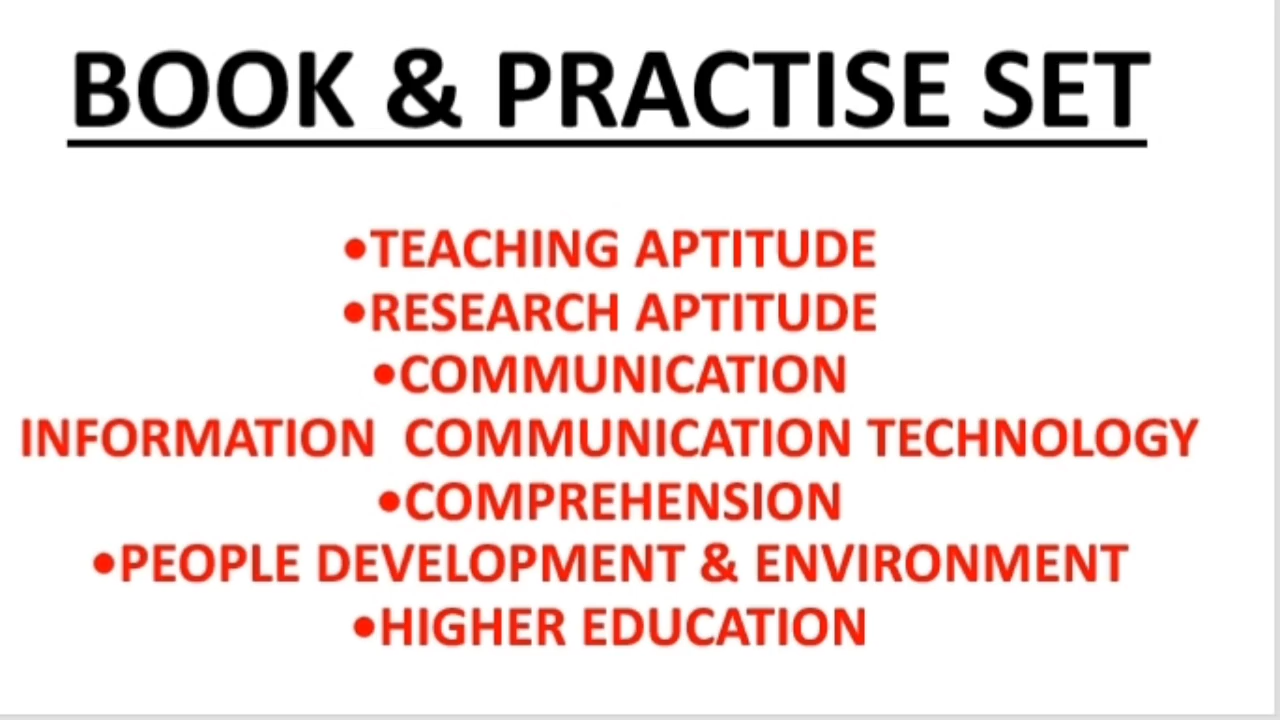 BOOK & PRACTISE SET
•TEACHING APTITUDE
•RESEARCH APTITUDE
•COMMUNICATION
INFORMATION COMMUNICATION TECHNOLOGY
•COMPREHENSION
•PEOPLE DEVELOPMENT & ENVIRONMENT
•HIGHER EDUCATION